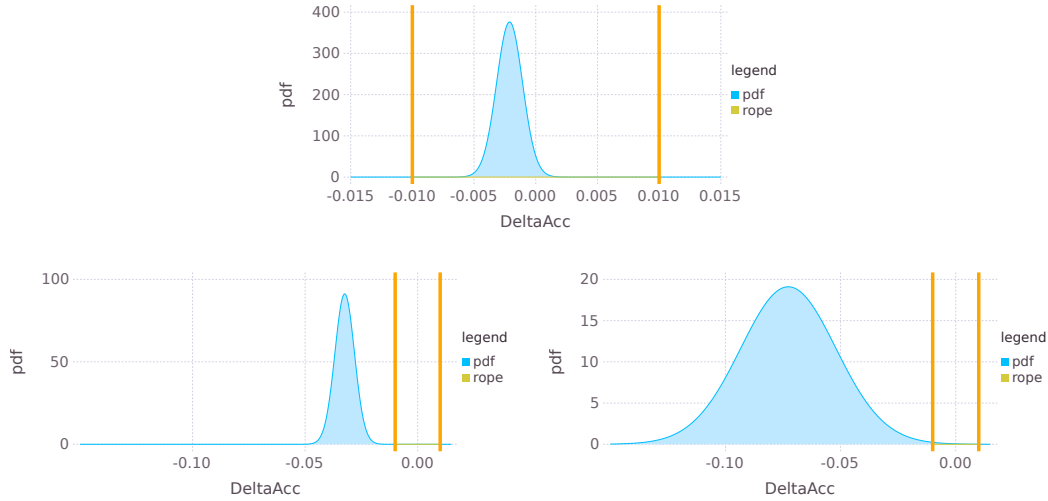 400
300
200
100
0
pdf
-0.015 -0.010 -0.005 0.000 0.005 0.010 0.015
DeltaAcc
legend
pdf
rope
100
50
0
pdf
-0.10 -0.05 0.00
DeltaAcc
legend
pdf
rope
20
15
10
5
0
pdf
-0.10 -0.05 0.00
DeltaAcc
legend
pdf
rope